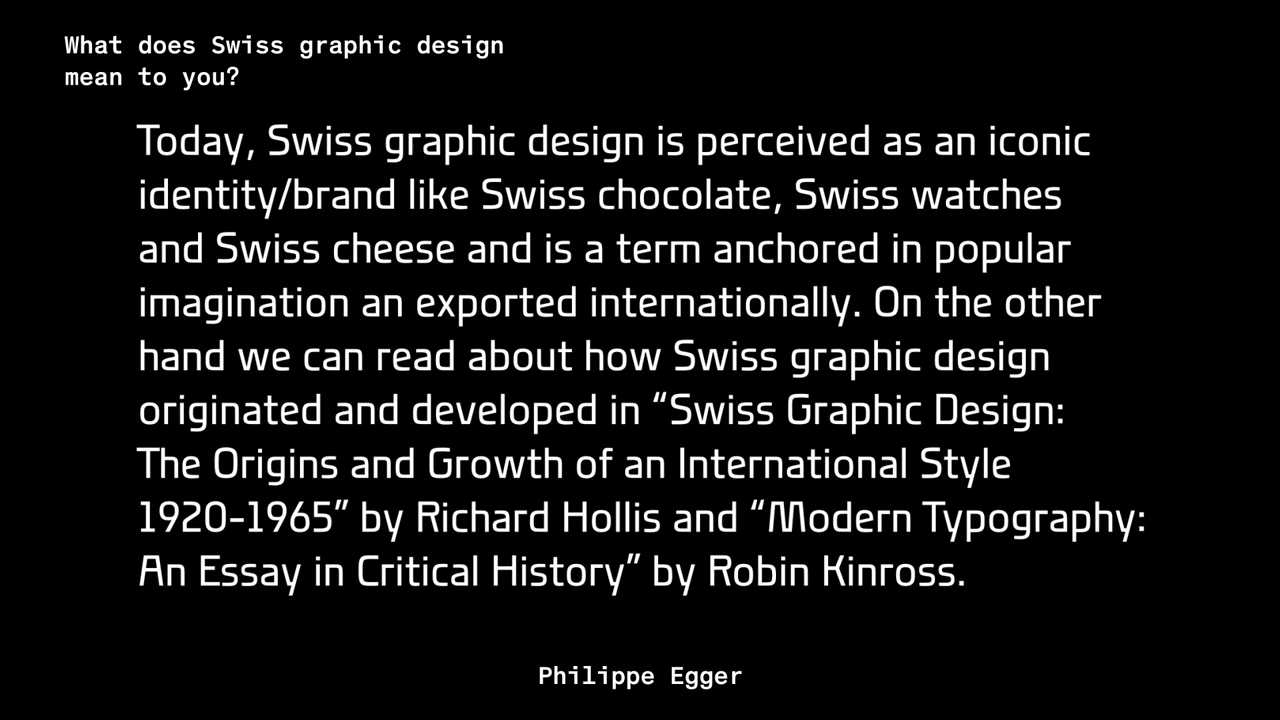 What does Swiss graphic design
mean to you?
Today, Swiss graphic design is perceived as an iconic
identity/brand like Swiss chocolate, Swiss watches
and Swiss cheese and is a term anchored in popular
imagination an exported internationally. On the other
hand we can read about how Swiss graphic design
originated and developed in “Swiss Graphic Design:
The Origins and Growth of an International Style
1920-1965” by Richard Hollis and “Modern Typography:
An Essay in Critical History” by Robin Kinross.
Philippe Egger